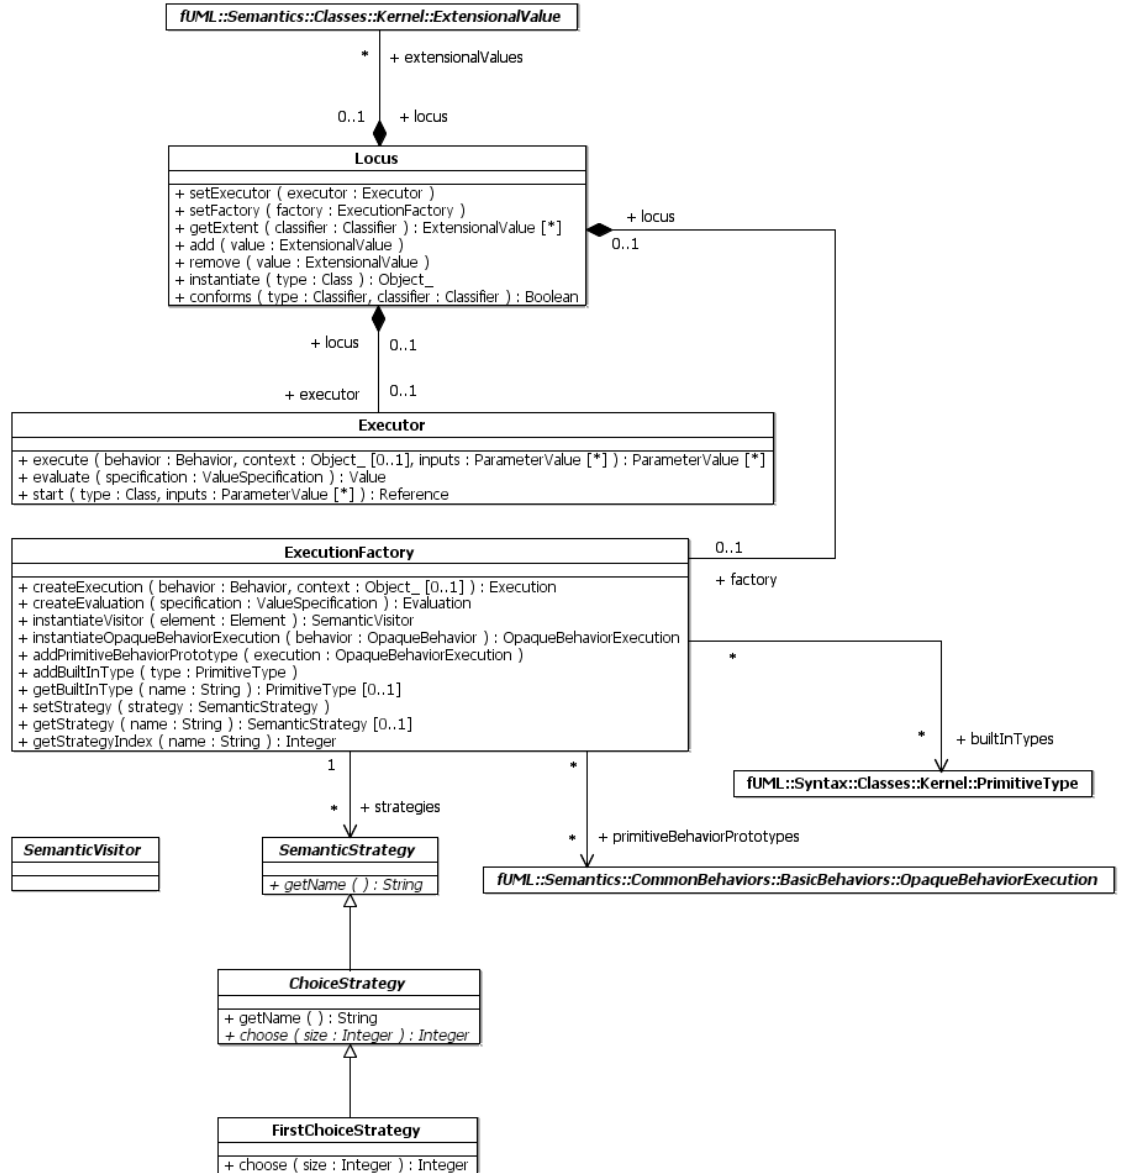 fUML::Semantics::Classes::Kernel::ExtensionalValue
* + extensionalValues
0..1 + locus
Locus
+ setExecutor ( executor : Executor )
+ setFactory ( factory : ExecutionFactory )
+ getExtent ( classifier : Classifier ) : ExtensionalValue [*]
+ add ( value : ExtensionalValue )
+ remove ( value : ExtensionalValue )
+ instantiate ( type : Class ) : Object_
+ conforms ( type : Classifier, classifier : Classifier ) : Boolean
+ locus
0..1
+ locus 0..1
+ executor 0..1
Executor
+ execute ( behavior : Behavior, context : Object_ [0..1], inputs : ParameterValue [*] ) : ParameterValue [*]
+ evaluate ( specification : ValueSpecification ) : Value
+ start ( type : Class, inputs : ParameterValue [*] ) : Reference
0..1
+ factory
ExecutionFactory
+ createExecution ( behavior : Behavior, context : Object_ [0..1] ) : Execution
+ createEvaluation ( specification : ValueSpecification ) : Evaluation
+ instantiateVisitor ( element : Element ) : SemanticVisitor
+ instantiateOpaqueBehaviorExecution ( behavior : OpaqueBehavior ) : OpaqueBehaviorExecution
+ addPrimitiveBehaviorPrototype ( execution : OpaqueBehaviorExecution )
+ addBuiltInType ( type : PrimitiveType )
+ getBuiltInType ( name : String ) : PrimitiveType [0..1]
+ setStrategy ( strategy : SemanticStrategy )
+ getStrategy ( name : String ) : SemanticStrategy [0..1]
+ getStrategyIndex ( name : String ) : Integer
*
* + builtInTypes
fUML::Syntax::Classes::Kernel::PrimitiveType
1
* + strategies
*
* + primitiveBehaviorPrototypes
SemanticVisitor
SemanticStrategy
+ getName ( ) : String
fUML::Semantics::CommonBehaviors::BasicBehaviors::OpaqueBehaviorExecution
ChoiceStrategy
+ getName ( ) : String
+ choose ( size : Integer ) : Integer
FirstChoiceStrategy
+ choose ( size : Integer ) : Integer